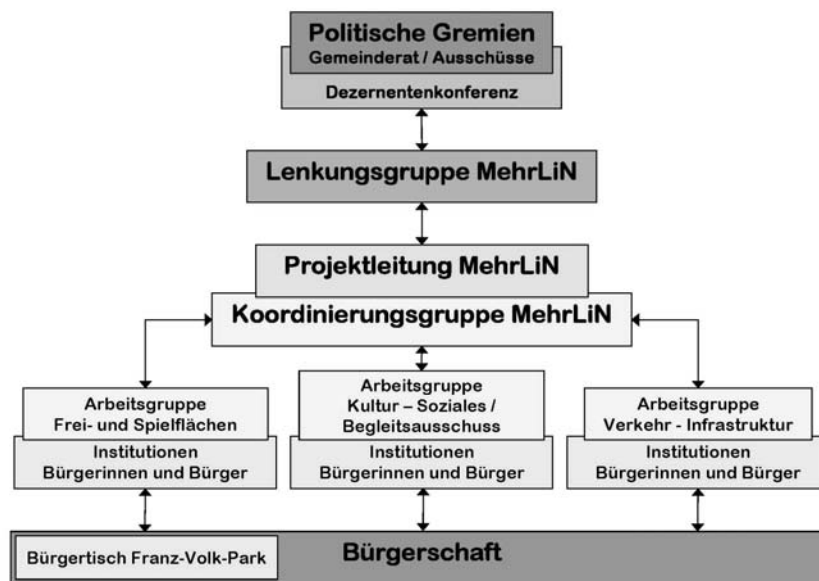 Politische Gremien
Gemeinderat / Ausschüsse
Dezernentenkonferenz
Lenkungsgruppe MehrLiN
Projektleitung MehrLiN
Koordinierungsgruppe MehrLiN
Arbeitsgruppe
Frei- und Spielflächen
Institutionen
Bürgerinnen und Bürger
Arbeitsgruppe
Kultur – Soziales /
Begleitsausschuss
Institutionen
Bürgerinnen und Bürger
Arbeitsgruppe
Verkehr - Infrastruktur
Institutionen
Bürgerinnen und Bürger
Bürgertisch Franz-Volk-Park
Bürgerschaft